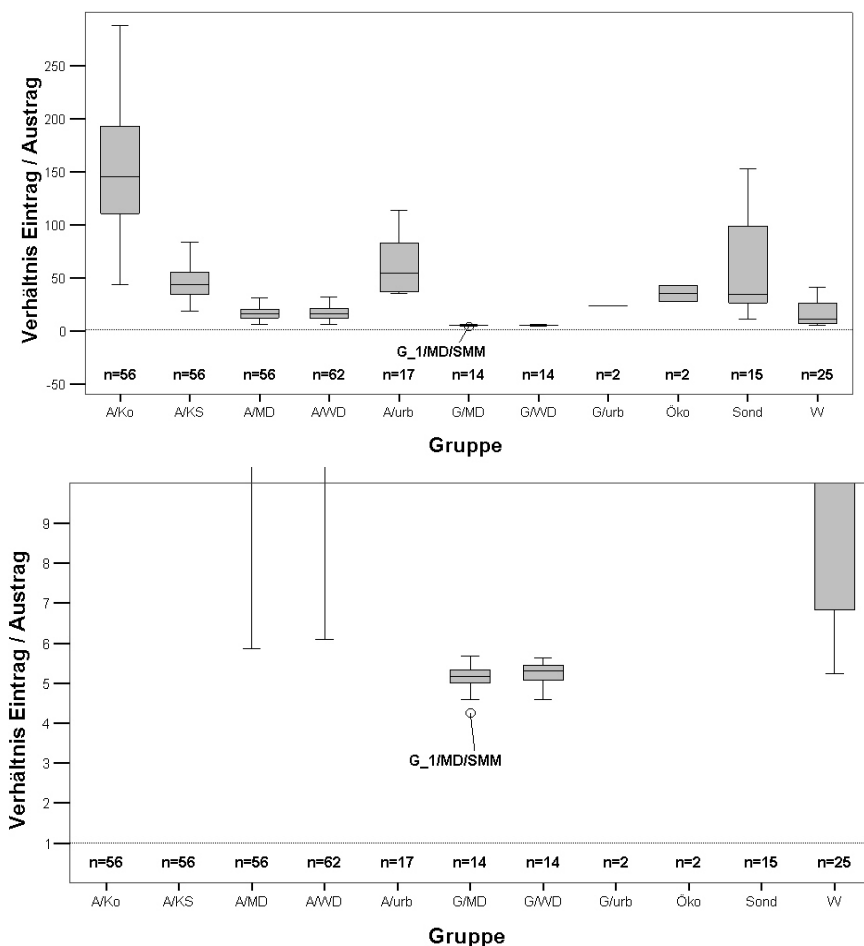 Verhältnis Eintrag / Austrag
250
200
150
100
50
0
-50
G_1/MD/SMM
n=56 n=56 n=56 n=62 n=17 n=14 n=14 n=2 n=2 n=15 n=25
A/Ko A/KS A/MD A/WD A/urb G/MD G/WD G/urb Öko Sond W
Gruppe
Verhältnis Eintrag / Austrag
9
8
7
6
5
4
3
2
1
G_1/MD/SMM
n=56 n=56 n=56 n=62 n=17 n=14 n=14 n=2 n=2 n=15 n=25
A/Ko A/KS A/MD A/WD A/urb G/MD G/WD G/urb Öko Sond W
Gruppe